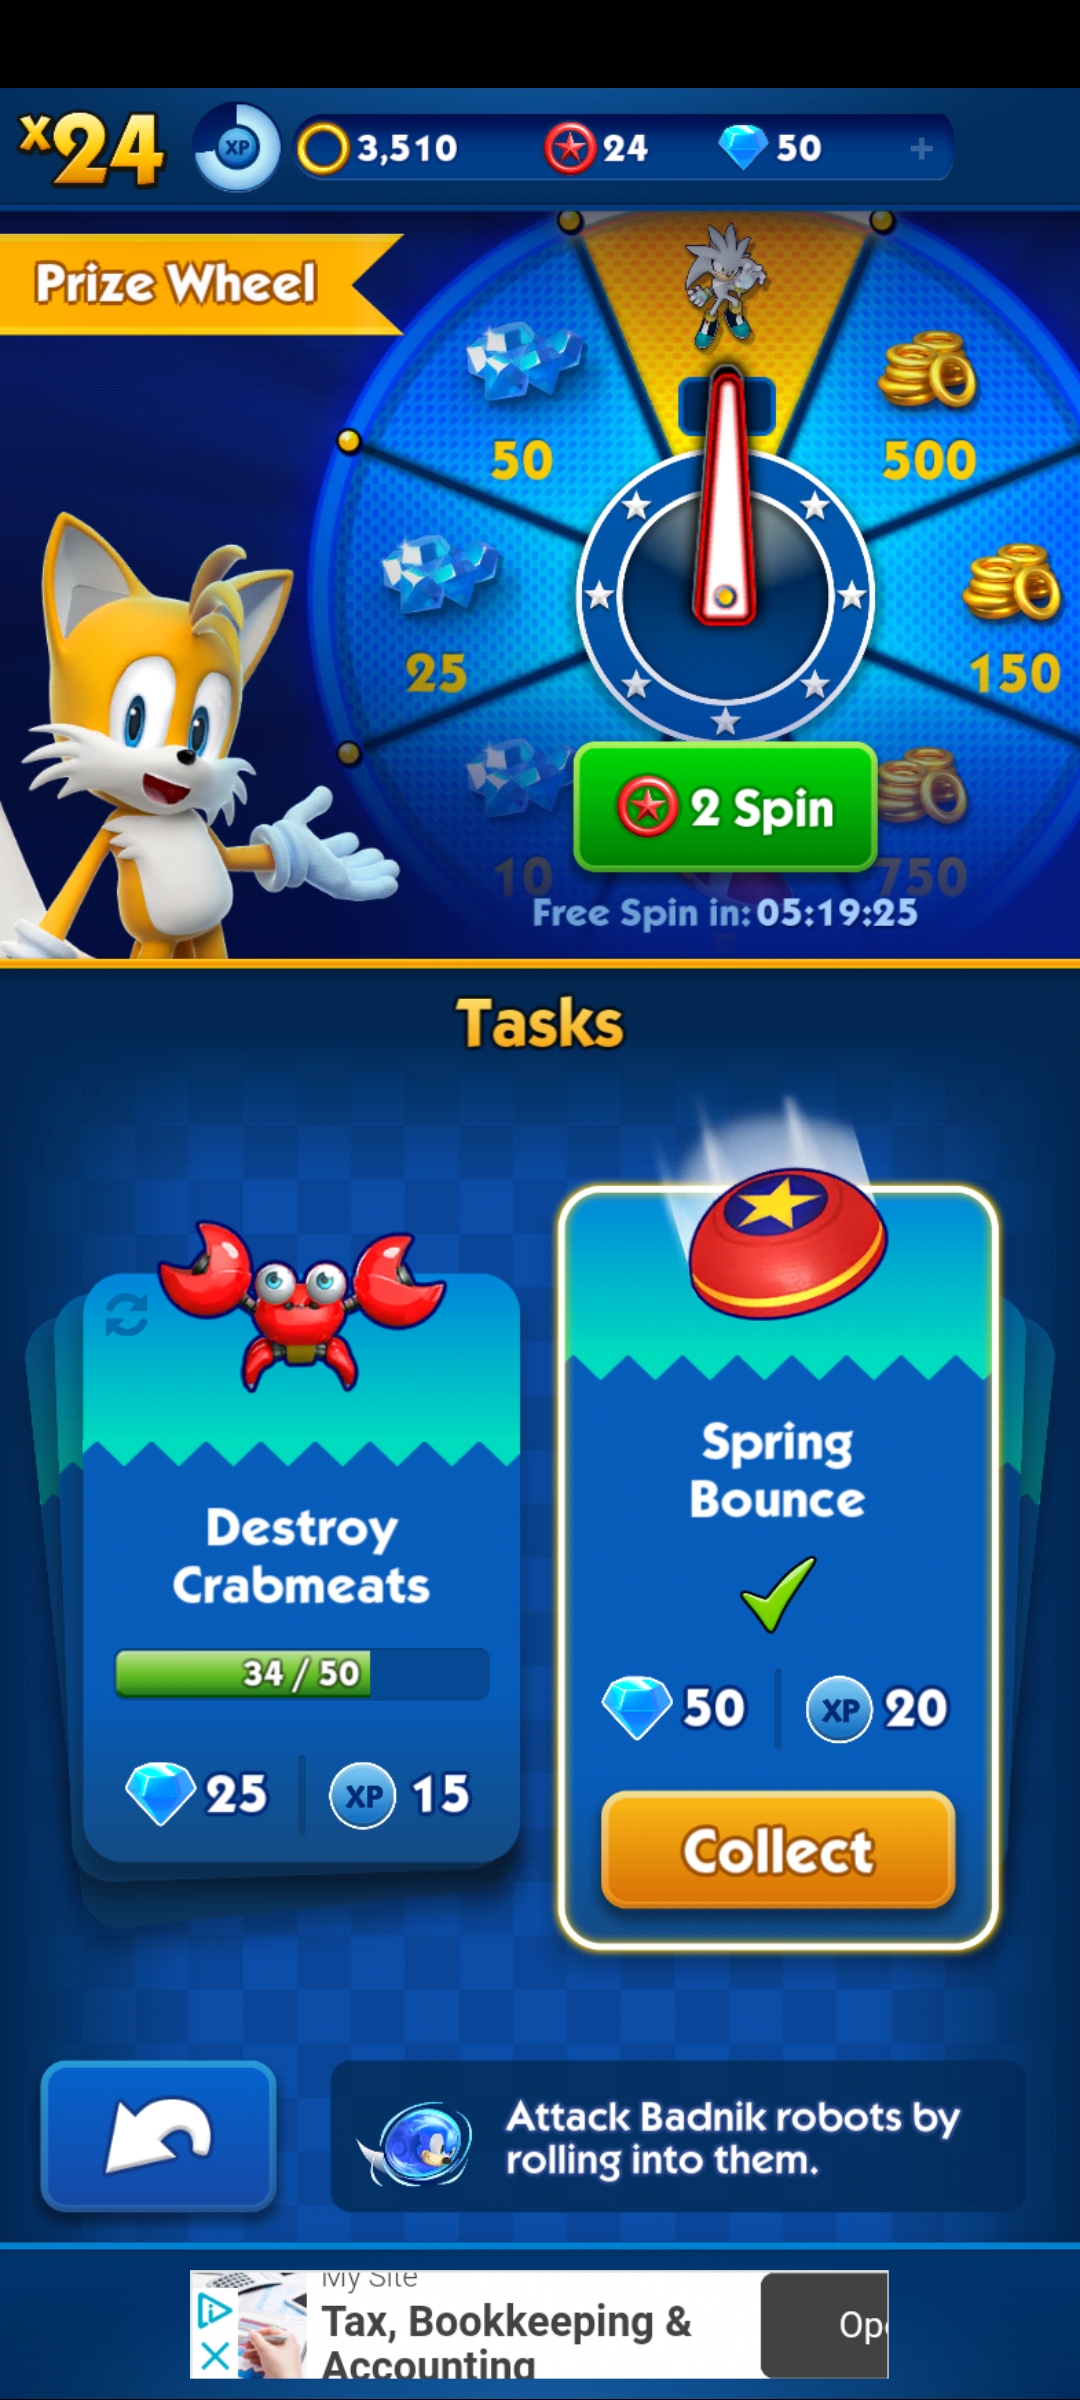 x24
XP
3,510
24
50
+
Prize Wheel
50
500
25
150
2 Spin
10
750
Free Spin in: 05:19:25
Tasks
Destroy
Crabmeats
34 / 50
25
XP
15
Spring
Bounce
50
XP
20
Collect
Attack Badnik robots by
rolling into them.
My Site
Tax, Bookkeeping &
Accounting
Op